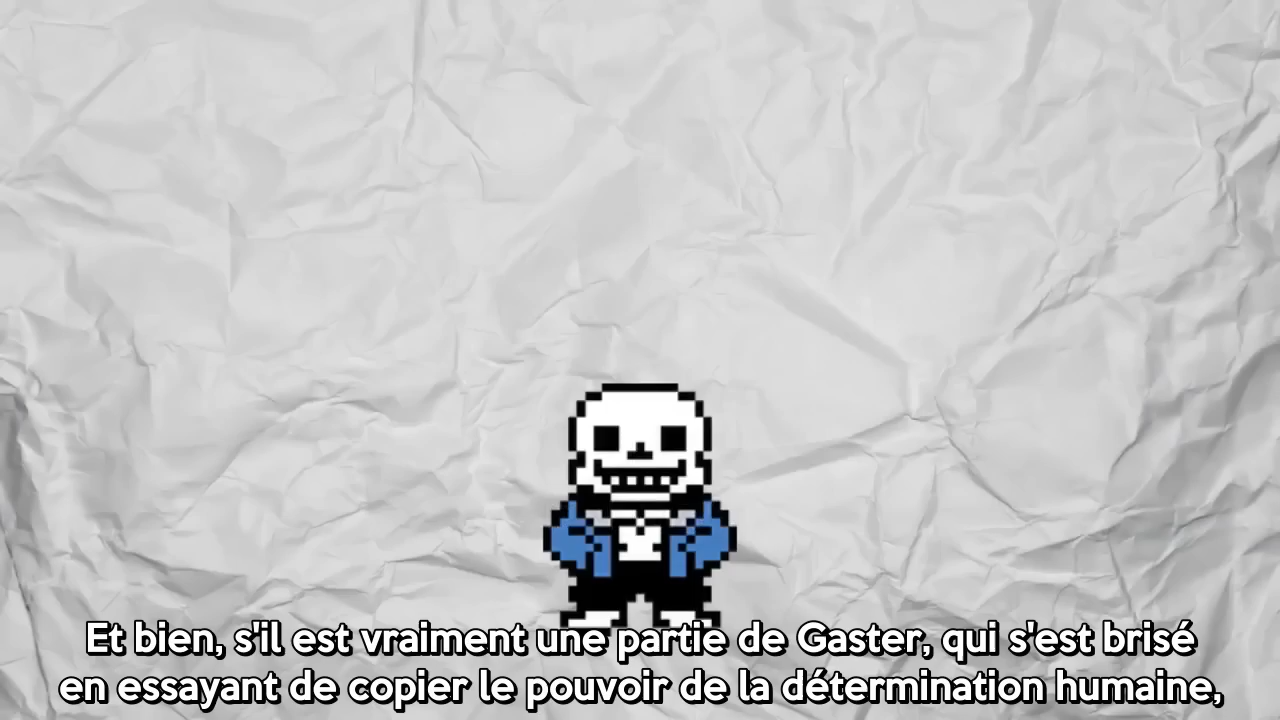 Et bien, s'il est vraiment une partie de Gaster, qui s'est brisé
en essayant de copier le pouvoir de la détermination humaine,